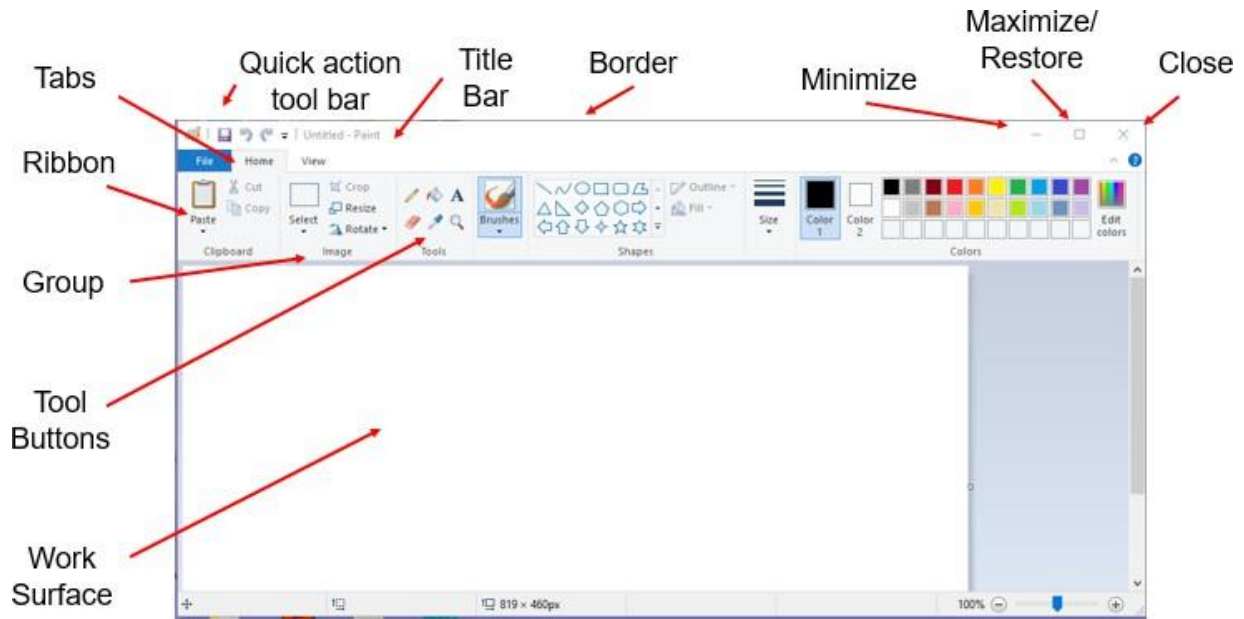 Maximize/
Restore
Close
Quick action
tool bar
Title
Bar
Border
Minimize
Tabs
Untitled - Paint
Ribbon
File Home View
Cut
Copy
Paste
Crop
Resize
Rotate
Select
A
Brushes
Outline
Fill
Size
Color
1
Color
2
Edit
colors
Clipboard
Image
Tools
Shapes
Colors
Group
Tool
Buttons
Work
Surface
819 × 460px
100%